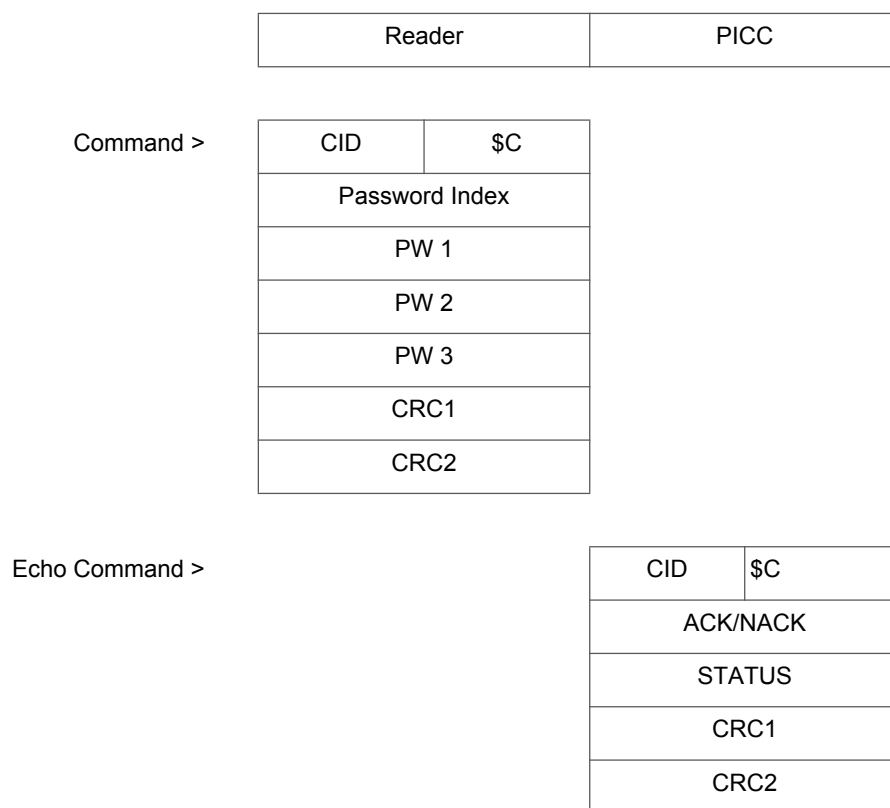 Reader PICC
Command > CID $C
Password Index
PW 1
PW 2
PW 3
CRC1
CRC2
Echo Command > CID $C
ACK/NACK
STATUS
CRC1
CRC2